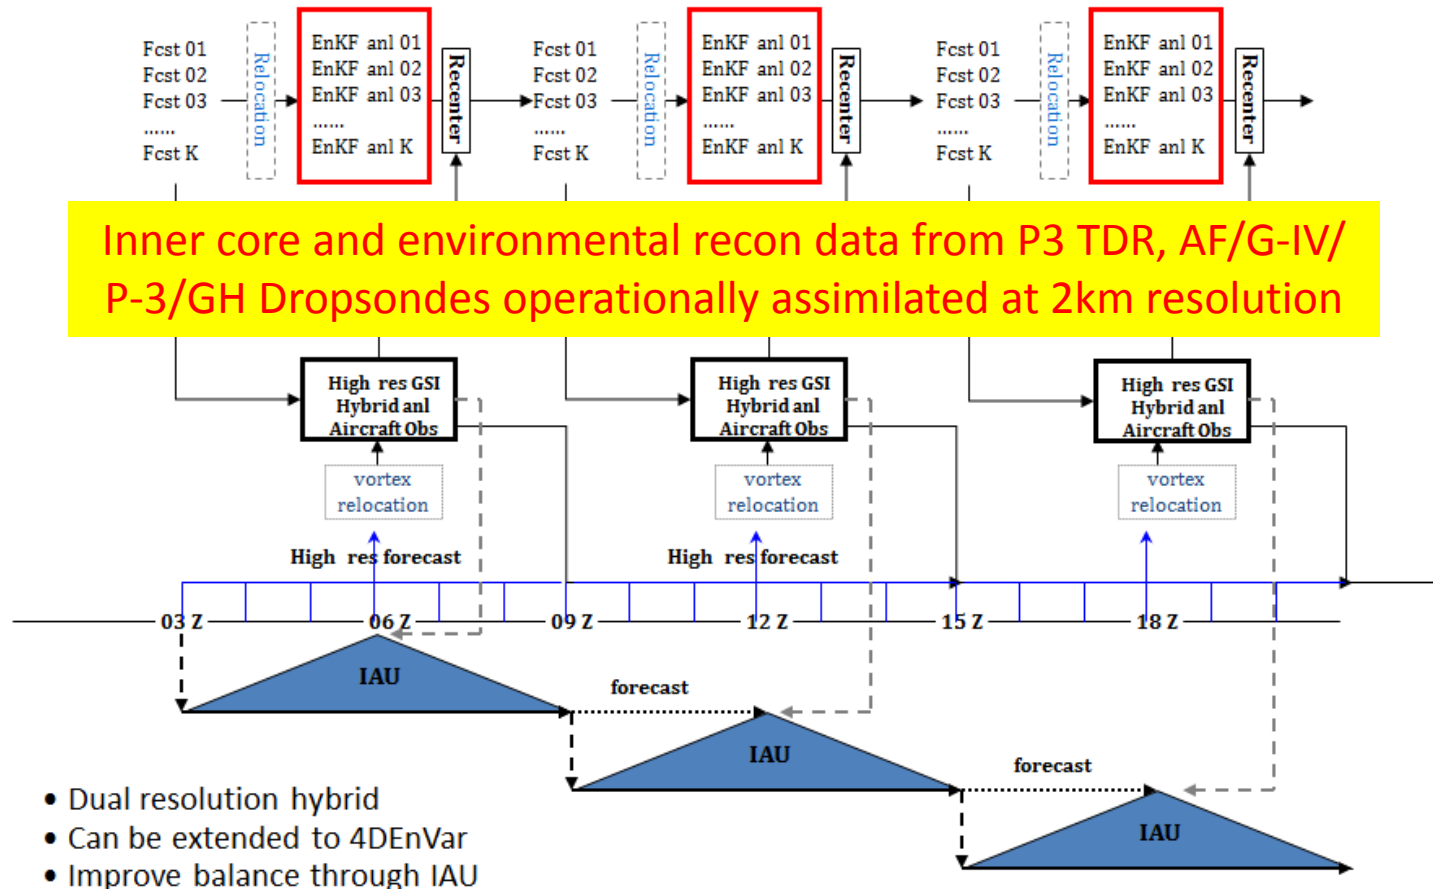 Fcst 01
Fcst 02
Fcst 03
......
Fcst K
Relocation
EnKF anl 01
EnKF anl 02
EnKF anl 03
......
EnKF anl K
Recenter
Fcst 01
Fcst 02
Fcst 03
......
Fcst K
Relocation
EnKF anl 01
EnKF anl 02
EnKF anl 03
......
EnKF anl K
Recenter
Fcst 01
Fcst 02
Fcst 03
......
Fcst K
Relocation
EnKF anl 01
EnKF anl 02
EnKF anl 03
......
EnKF anl K
Recenter
Inner core and environmental recon data from P3 TDR, AF/G-IV/
P-3/GH Dropsondes operationally assimilated at 2km resolution
High res GSI
Hybrid anl
Aircraft Obs
High res GSI
Hybrid anl
Aircraft Obs
High res GSI
Hybrid anl
Aircraft Obs
vortex
relocation
vortex
relocation
vortex
relocation
High res forecast
High res forecast
03 Z 06 Z 09 Z 12 Z 15 Z 18 Z
IAU
forecast
IAU
forecast
IAU
• Dual resolution hybrid
• Can be extended to 4DEnVar
• Improve balance through IAU